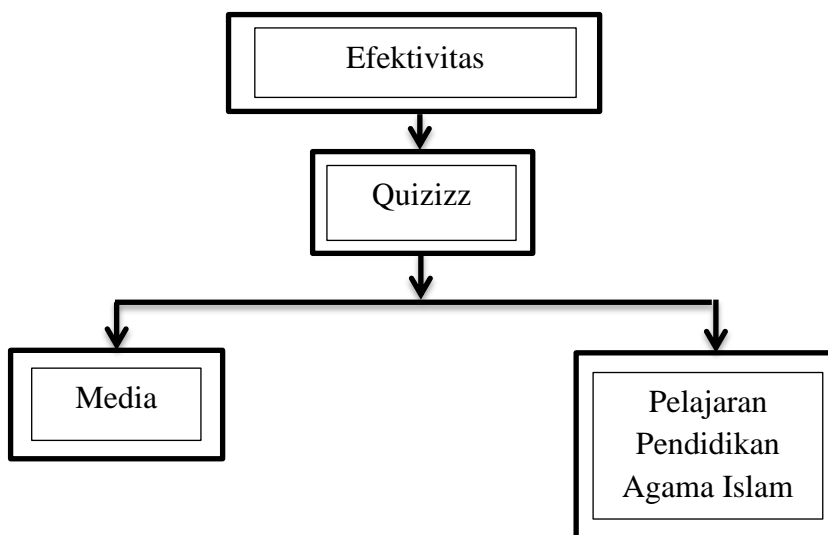 Efektivitas
Quizizz
Media
Pelajaran
Pendidikan
Agama Islam